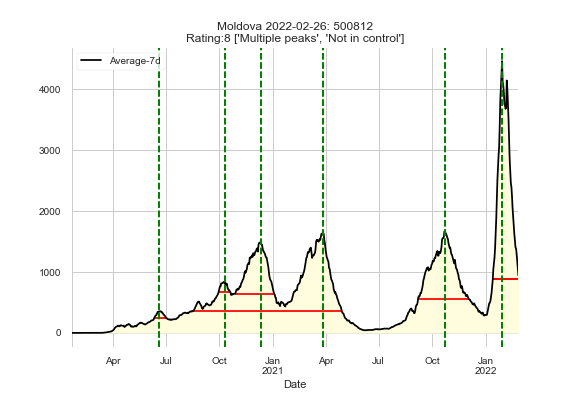 Moldova 2022-02-26: 500812
Rating:8 ['Multiple peaks', 'Not in control']
Average-7d
4000
3000
2000
1000
0
Apr Jul Oct Jan Apr Jul Oct Jan
2021 2022
Date